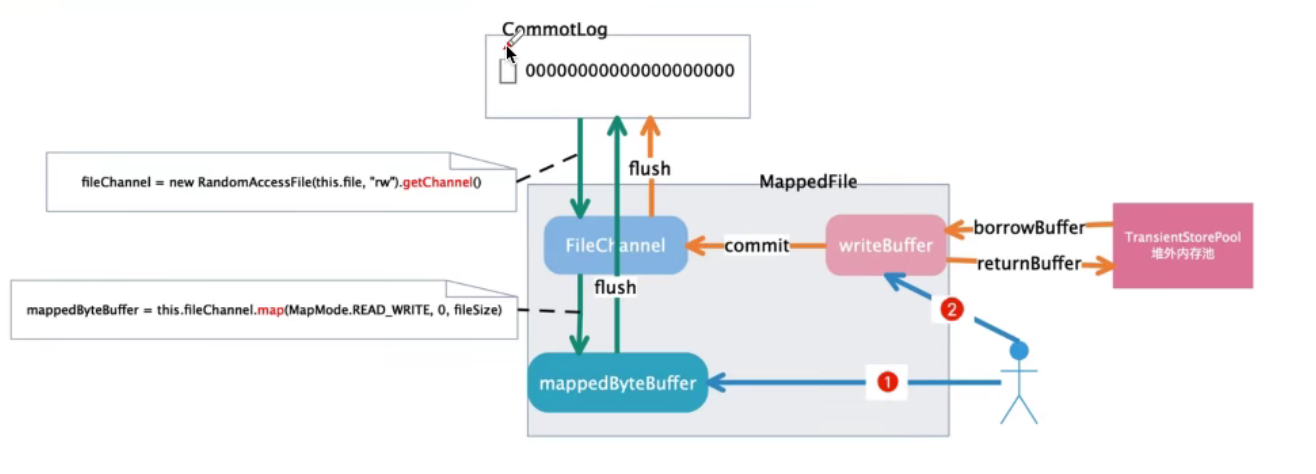 CommotLog
00000000000000000000
fileChannel = new RandomAccessFile(this.file, "rw").getChannel()
flush
MappedFile
FileChannel
commit
writeBuffer
borrowBuffer
returnBuffer
TransientStorePool
堆外内存池
flush
mappedByteBuffer = this.fileChannel.map(MapMode.READ_WRITE, 0, fileSize)
2
mappedByteBuffer
1